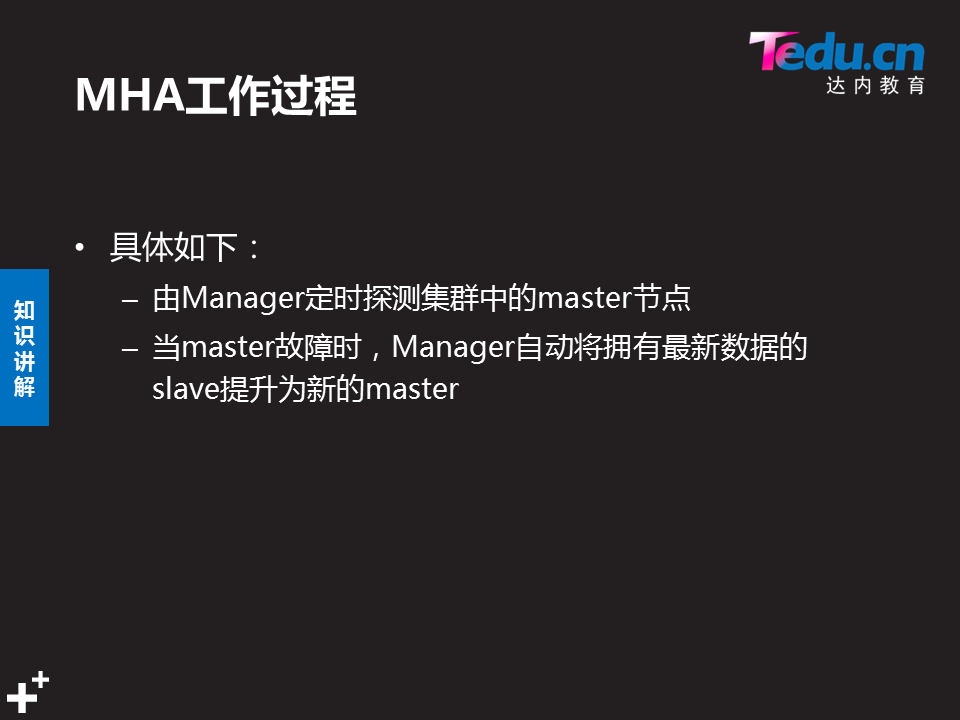 Tedu.cn
达内教育
MHA工作过程
• 具体如下：
– 由Manager定时探测集群中的master节点
– 当master故障时，Manager自动将拥有最新数据的
slave提升为新的master
知
识
讲
解